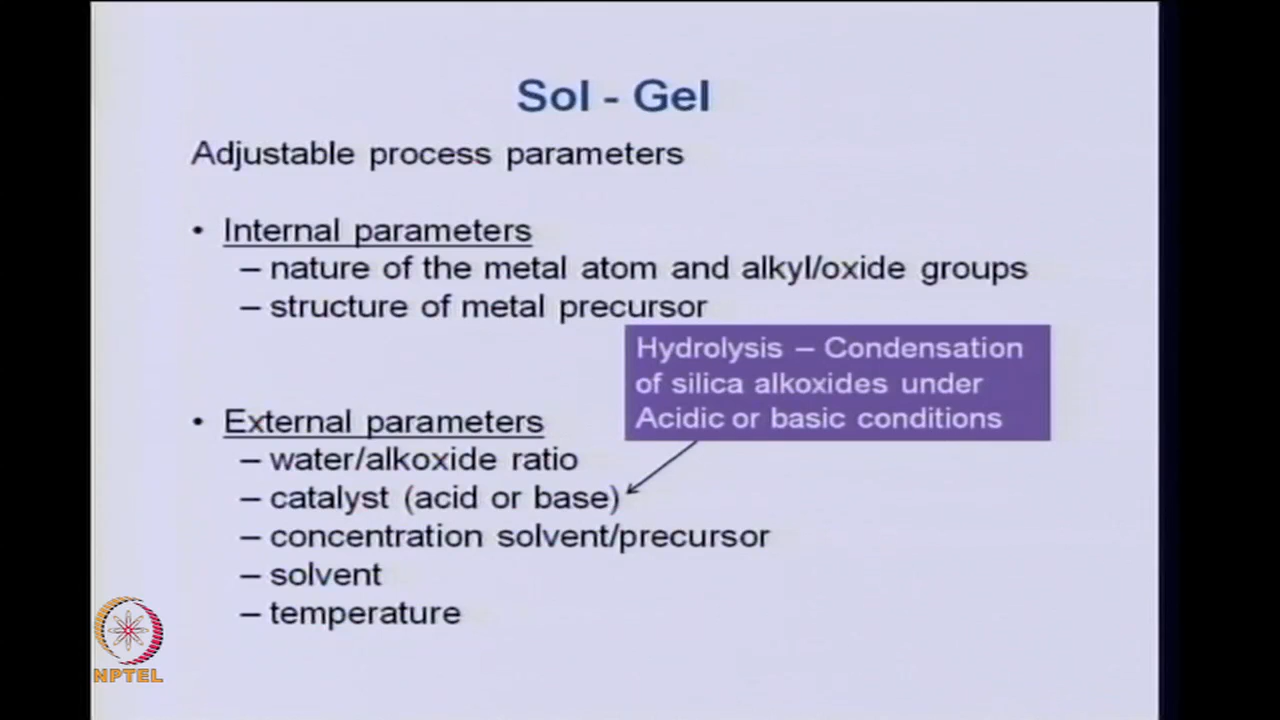 Sol - Gel
Adjustable process parameters
• Internal parameters
– nature of the metal atom and alkyl/oxide groups
– structure of metal precursor
Hydrolysis – Condensation
of silica alkoxides under
Acidic or basic conditions
• External parameters
– water/alkoxide ratio
– catalyst (acid or base)
– concentration solvent/precursor
– solvent
– temperature
NPTEL